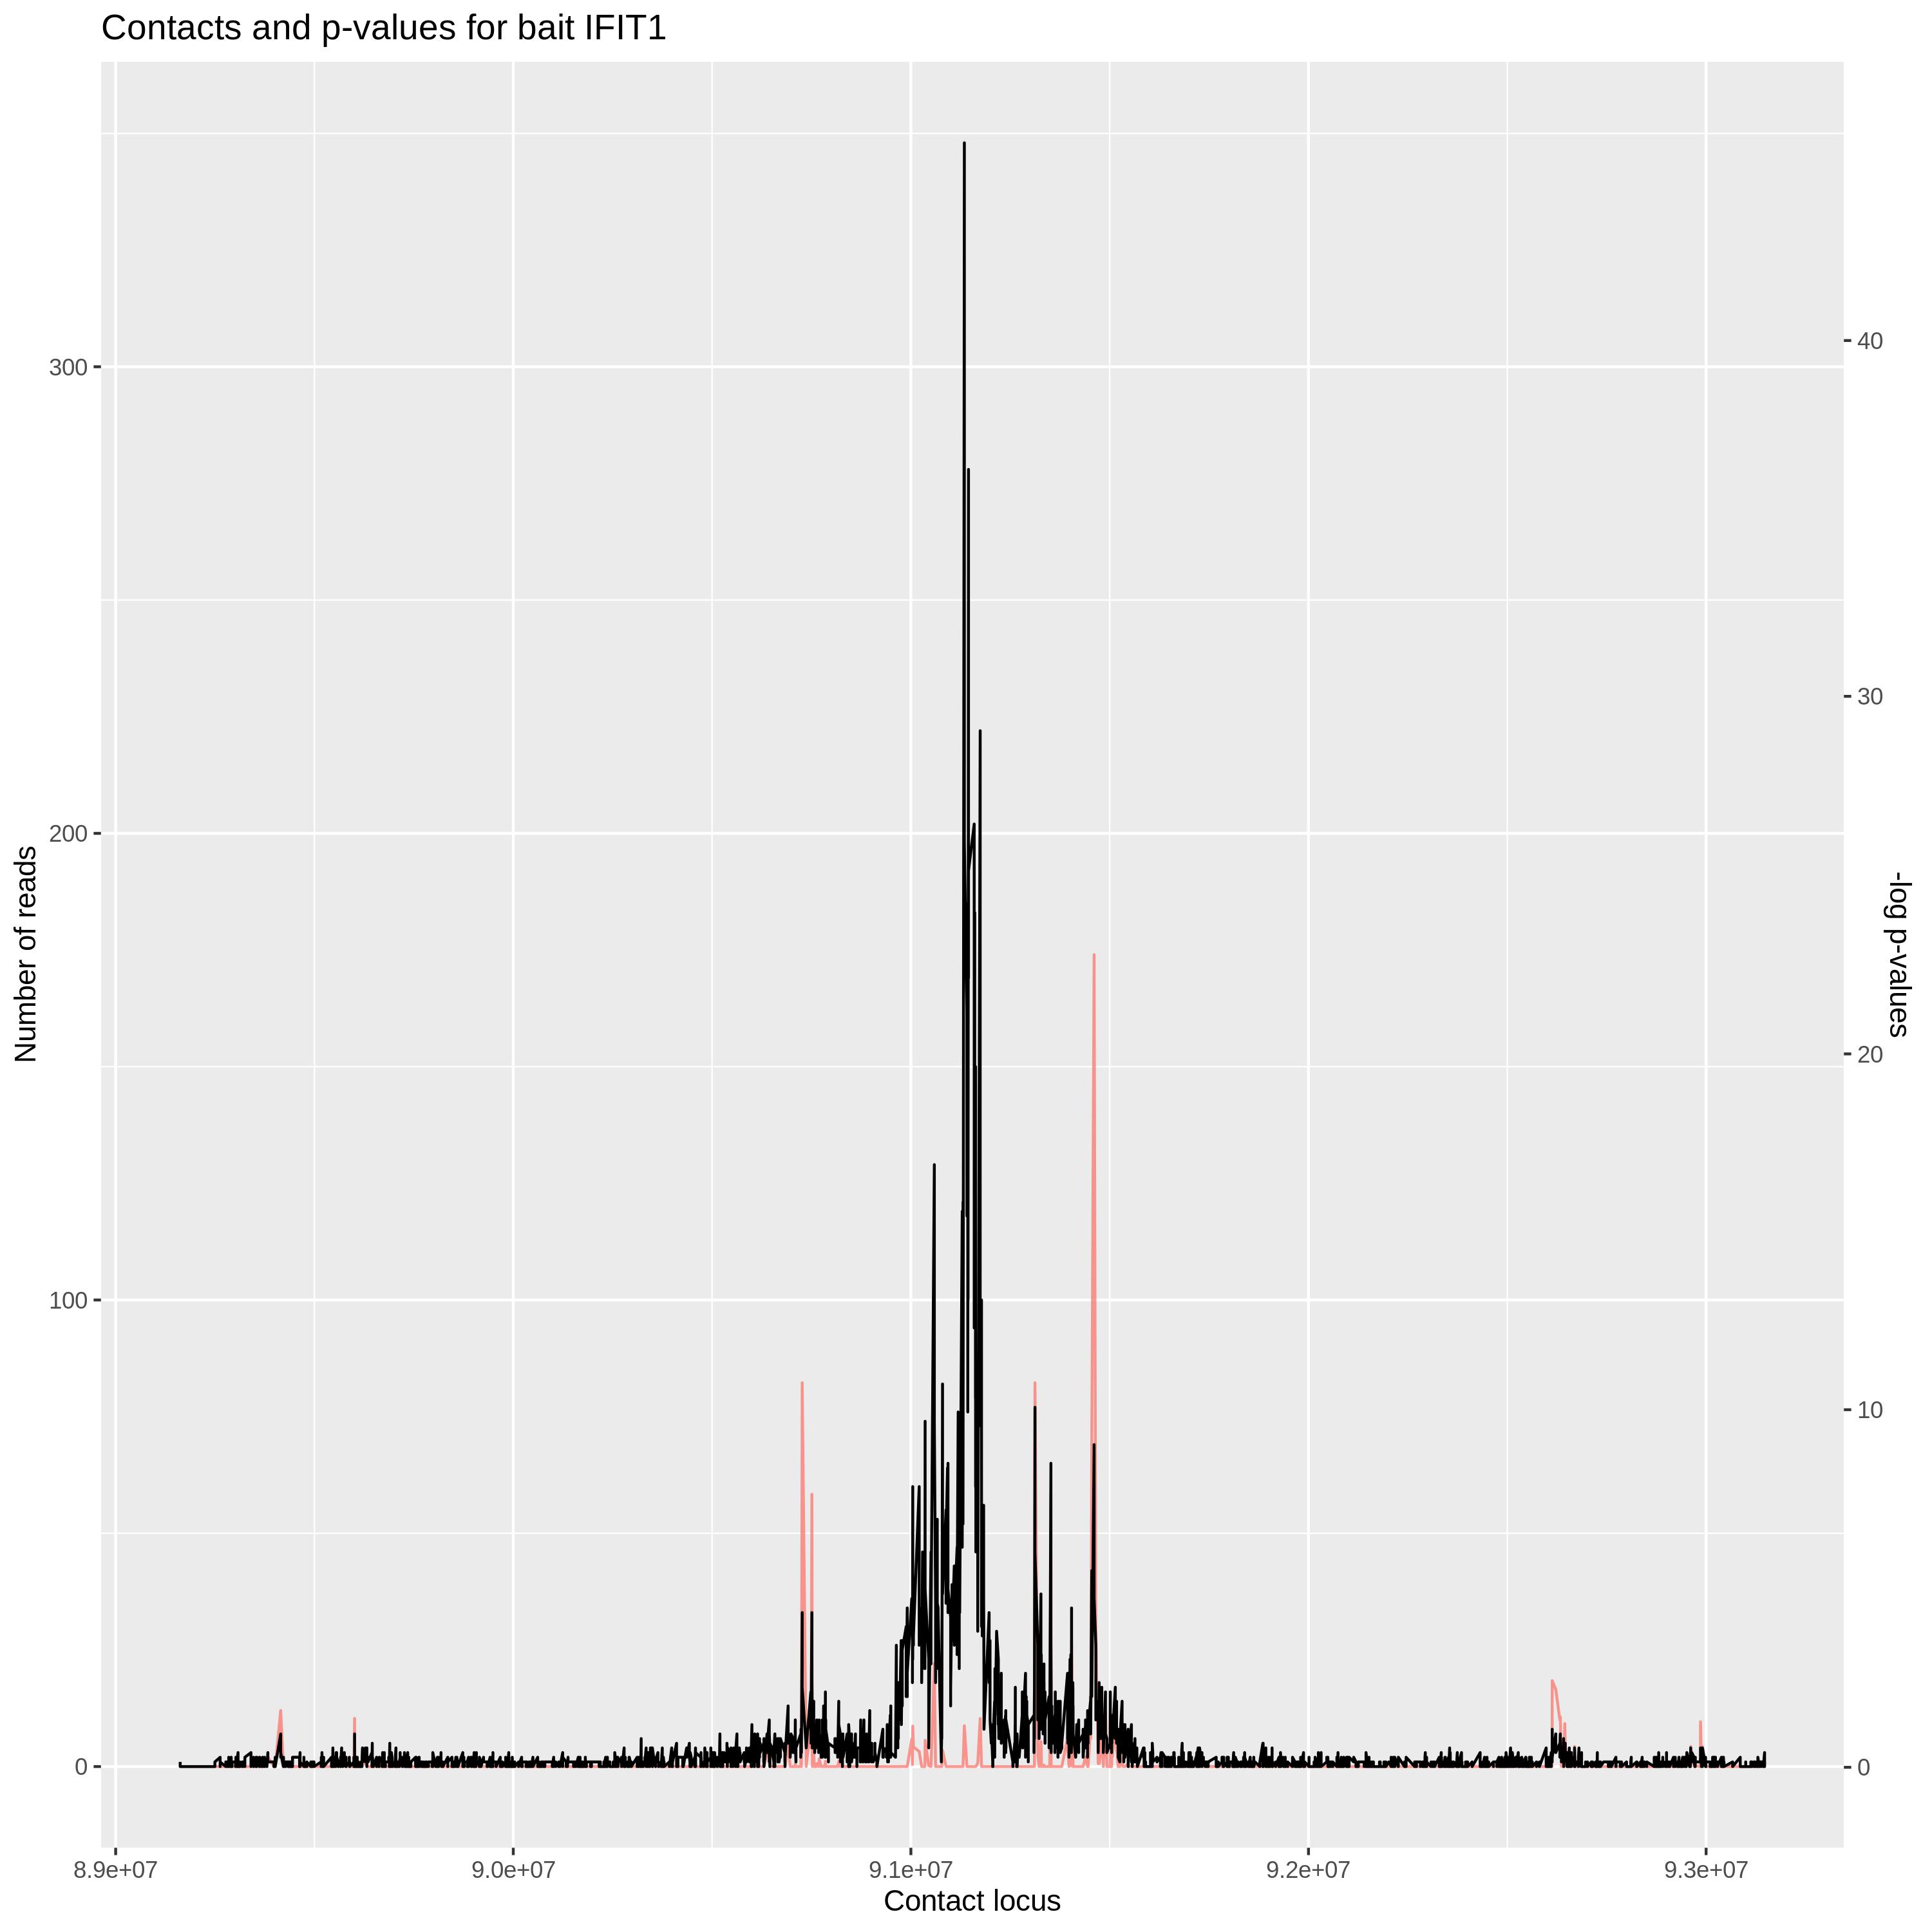 Contacts and p-values for bait IFIT1
300
200
100
0
Number of reads
40
30
20
10
0
-log p-values
8.9e+07 9.0e+07 9.1e+07 9.2e+07 9.3e+07
Contact locus